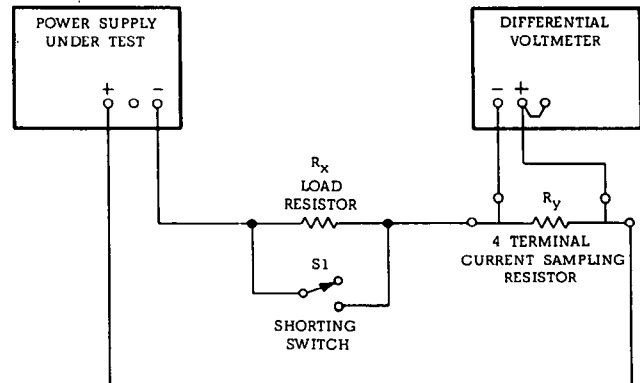 POWER SUPPLY
UNDER TEST
+ -
DIFFERENTIAL
VOLTMETER
- +
Rx
LOAD
RESISTOR
S1
SHORTING
SWITCH
Ry
4 TERMINAL
CURRENT SAMPLING
RESISTOR